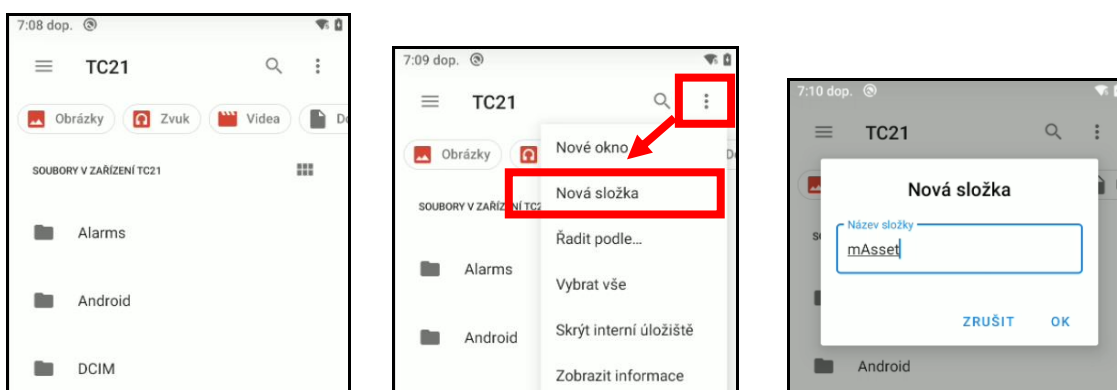 7:08 dop.
TC21
Obrázky Zvuk Videa
SOUBORY V ZAŘÍZENÍ TC21
Alarms
Android
DCIM
7:09 dop.
TC21
Obrázky
SOUBORY V ZAŘÍZENÍ
Alarms
Android
Nové okno
Nová složka
Řadit podle…
Vybrat vše
Skrýt interní úložiště
Zobrazit informace
7:10 dop.
TC21
Nová složka
Název složky
mAsset
ZRUŠIT OK
Android